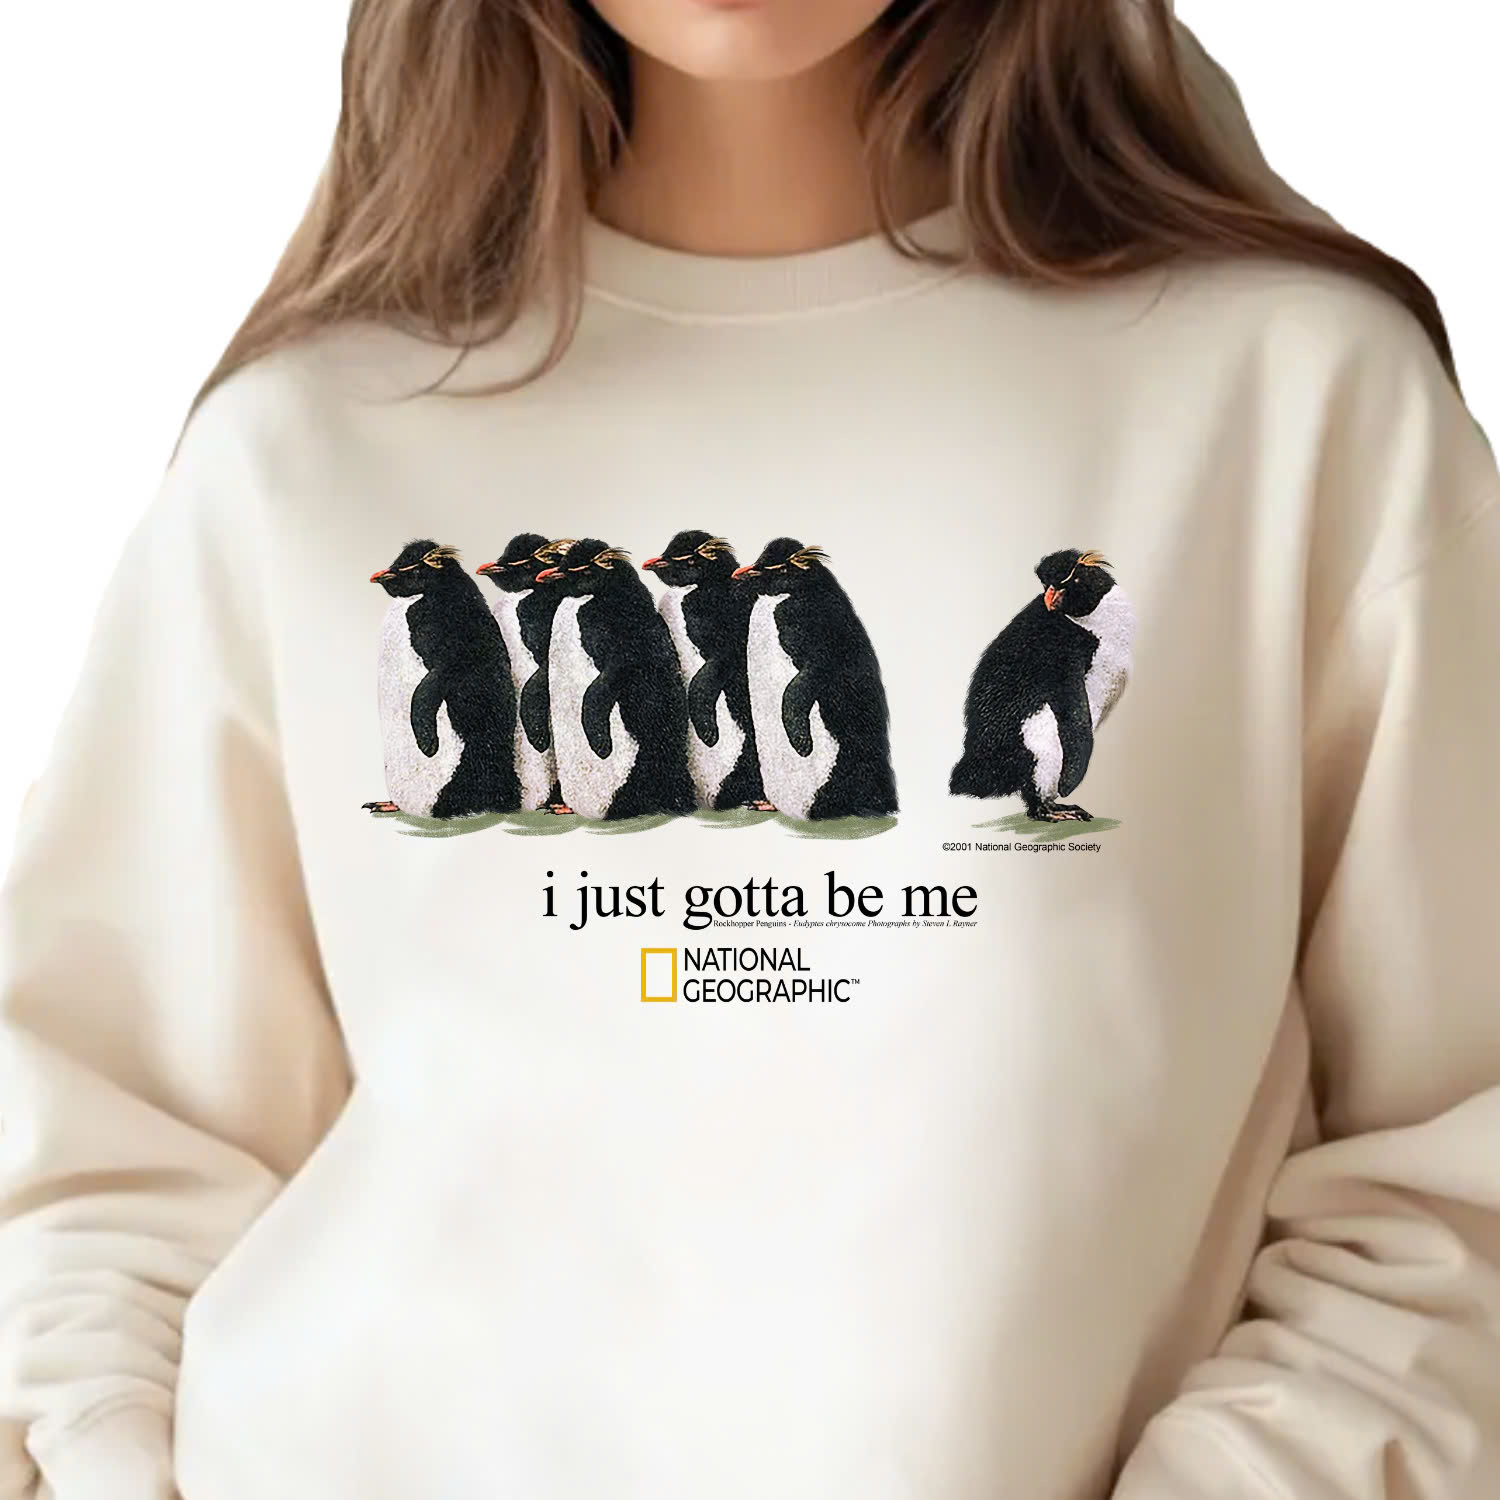 ©2001 National Geographic Society
i just gotta be me
Rockhopper Penguins - Eudyptes chrysocome Photographs by Steven L Rayner
NATIONAL
GEOGRAPHIC™